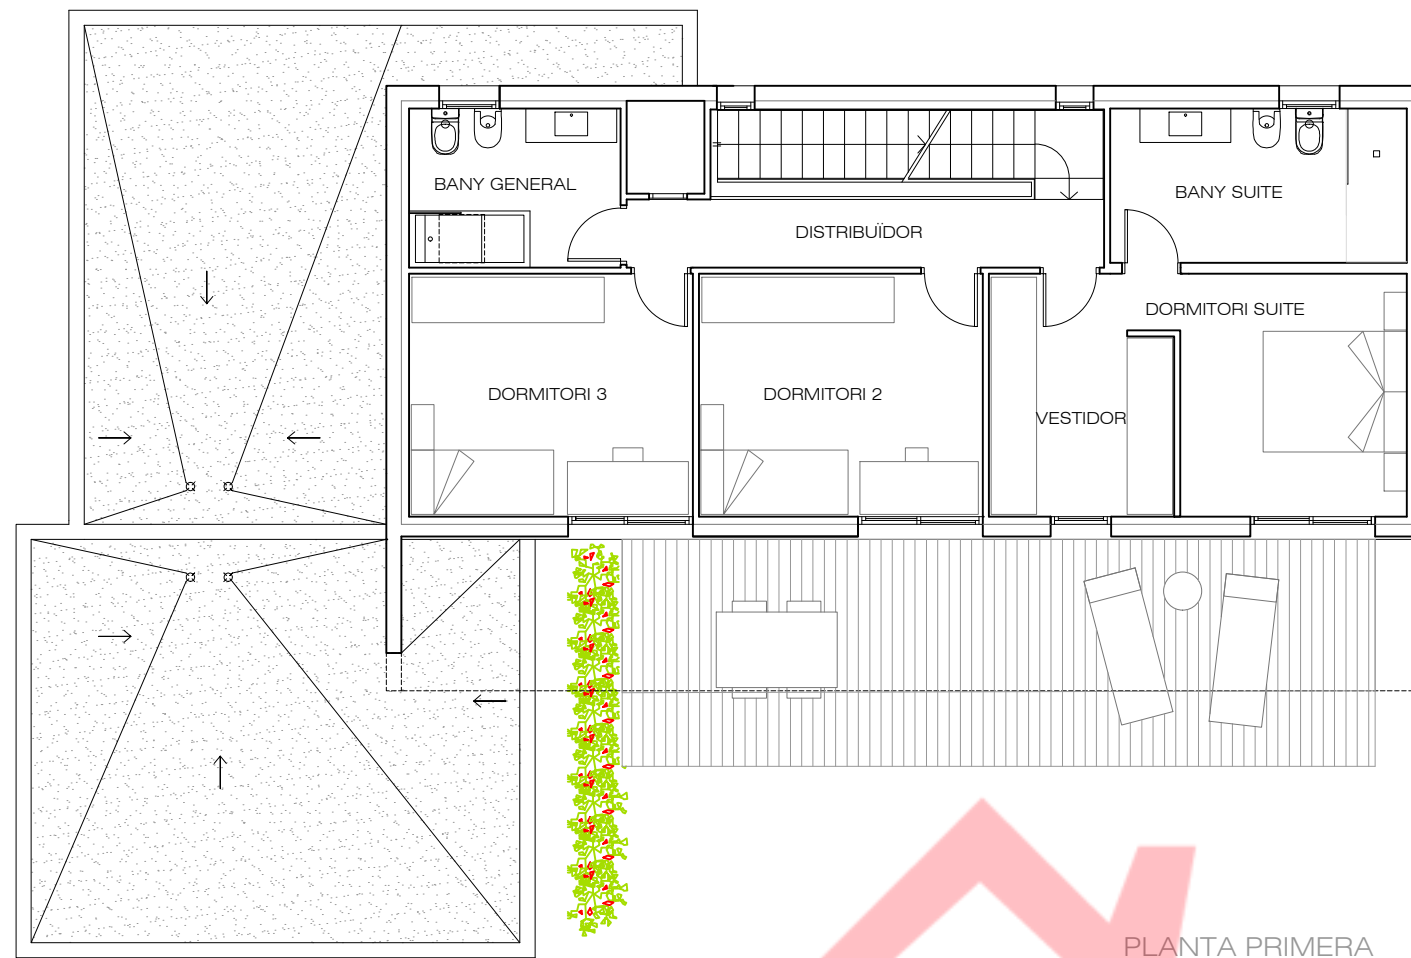 BANY GENERAL
BANY SUITE
DISTRIBUÏDOR
DORMITORI SUITE
DORMITORI 3
DORMITORI 2
VESTIDOR
PLANTA PRIMERA